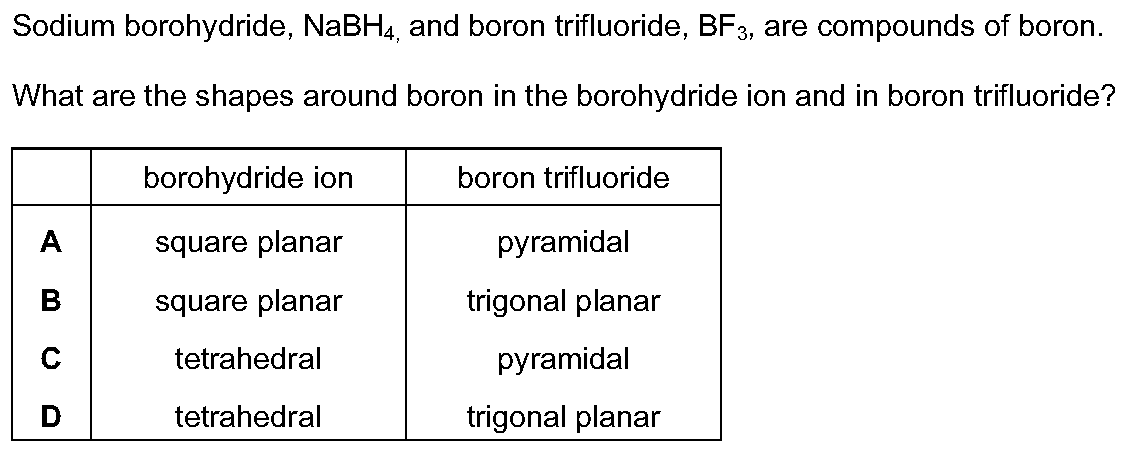 Sodium borohydride, NaBH4, and boron trifluoride, BF3, are compounds of boron.
What are the shapes around boron in the borohydride ion and in boron trifluoride?
borohydride ion boron trifluoride
A square planar pyramidal
B square planar trigonal planar
C tetrahedral pyramidal
D tetrahedral trigonal planar